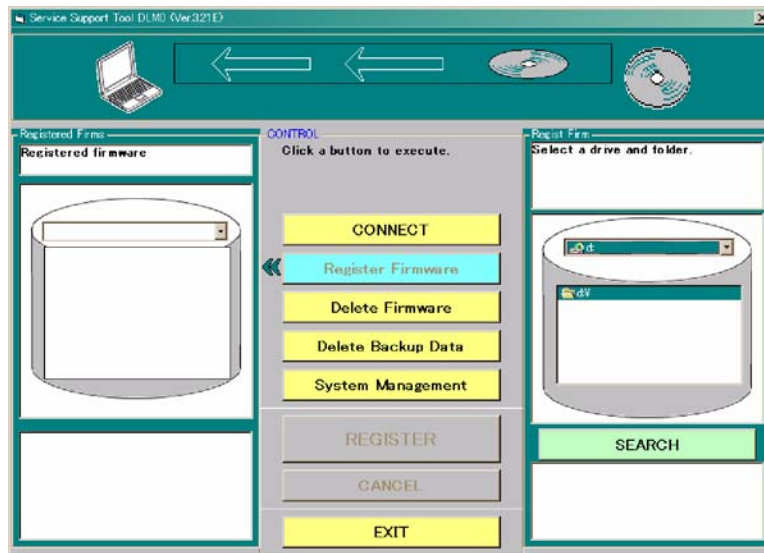 Service Support Tool DLM0 (Ver.3.21E)
Registered Firms
Registered firmware
CONTROL
Click a button to execute.
CONNECT
Register Firmware
Delete Firmware
Delete Backup Data
System Management
REGISTER
CANCEL
EXIT
Regist Firm
Select a drive and folder.
d:
d:¥
SEARCH